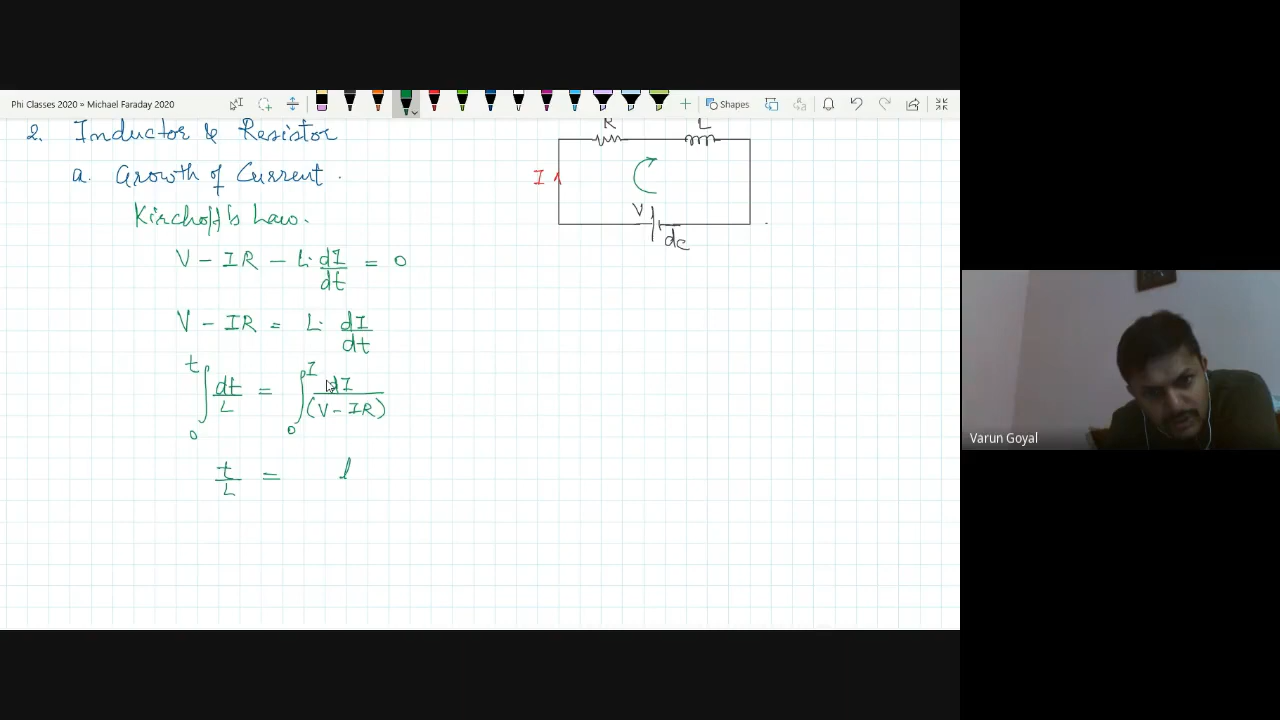 Phi Classes 2020 » Michael Faraday 2020
Shapes
2. Inductor & Resistor
a. Growth of Current.
Kirchoff's Law.
V - IR - L. dI/dt = 0
V - IR = L. dI/dt
∫₀ᵗ dt/L = ∫₀ᴵ dI/(V - IR)
t/L = l
R L
I
V
dc
Varun Goyal